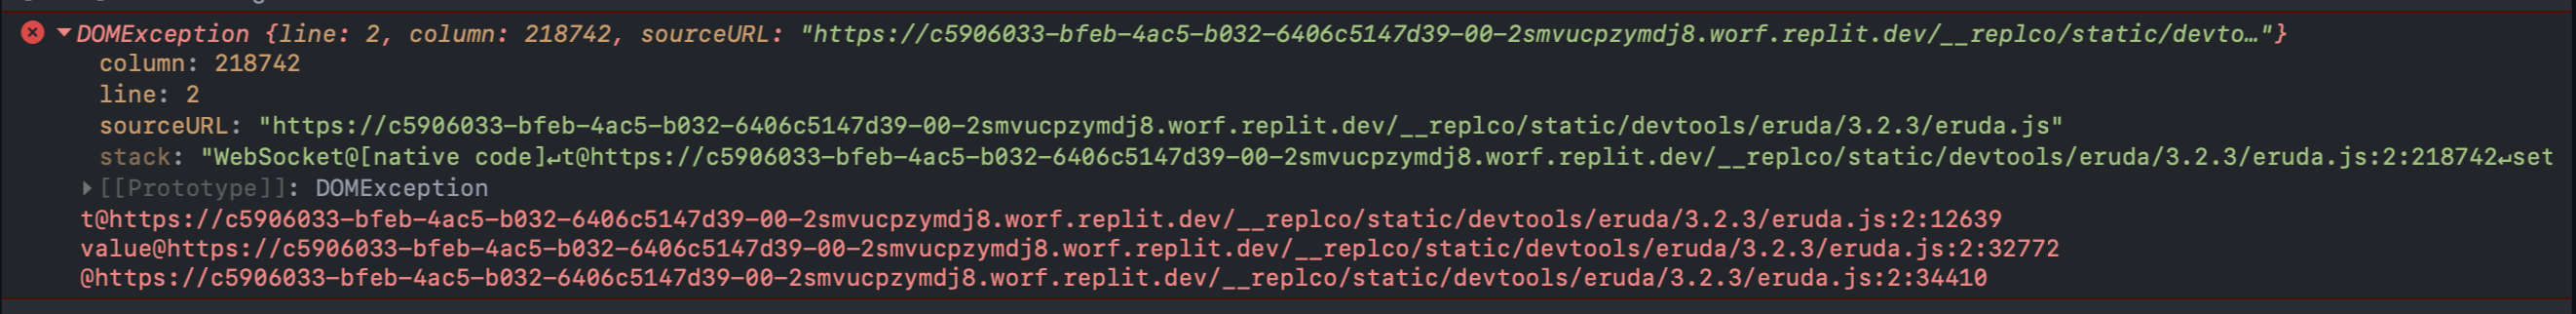 DOMException {line: 2, column: 218742, sourceURL: "https://c5906033-bfeb-4ac5-b032-6406c5147d39-00-2smvucpzymdj8.worf.replit.dev/__replco/static/devto…"}
column: 218742
line: 2
sourceURL: "https://c5906033-bfeb-4ac5-b032-6406c5147d39-00-2smvucpzymdj8.worf.replit.dev/__replco/static/devtools/eruda/3.2.3/eruda.js"
stack: "WebSocket@[native code]↵t@https://c5906033-bfeb-4ac5-b032-6406c5147d39-00-2smvucpzymdj8.worf.replit.dev/__replco/static/devtools/eruda/3.2.3/eruda.js:2:218742↵set
[[Prototype]]: DOMException
t@https://c5906033-bfeb-4ac5-b032-6406c5147d39-00-2smvucpzymdj8.worf.replit.dev/__replco/static/devtools/eruda/3.2.3/eruda.js:2:12639
value@https://c5906033-bfeb-4ac5-b032-6406c5147d39-00-2smvucpzymdj8.worf.replit.dev/__replco/static/devtools/eruda/3.2.3/eruda.js:2:32772
@https://c5906033-bfeb-4ac5-b032-6406c5147d39-00-2smvucpzymdj8.worf.replit.dev/__replco/static/devtools/eruda/3.2.3/eruda.js:2:34410